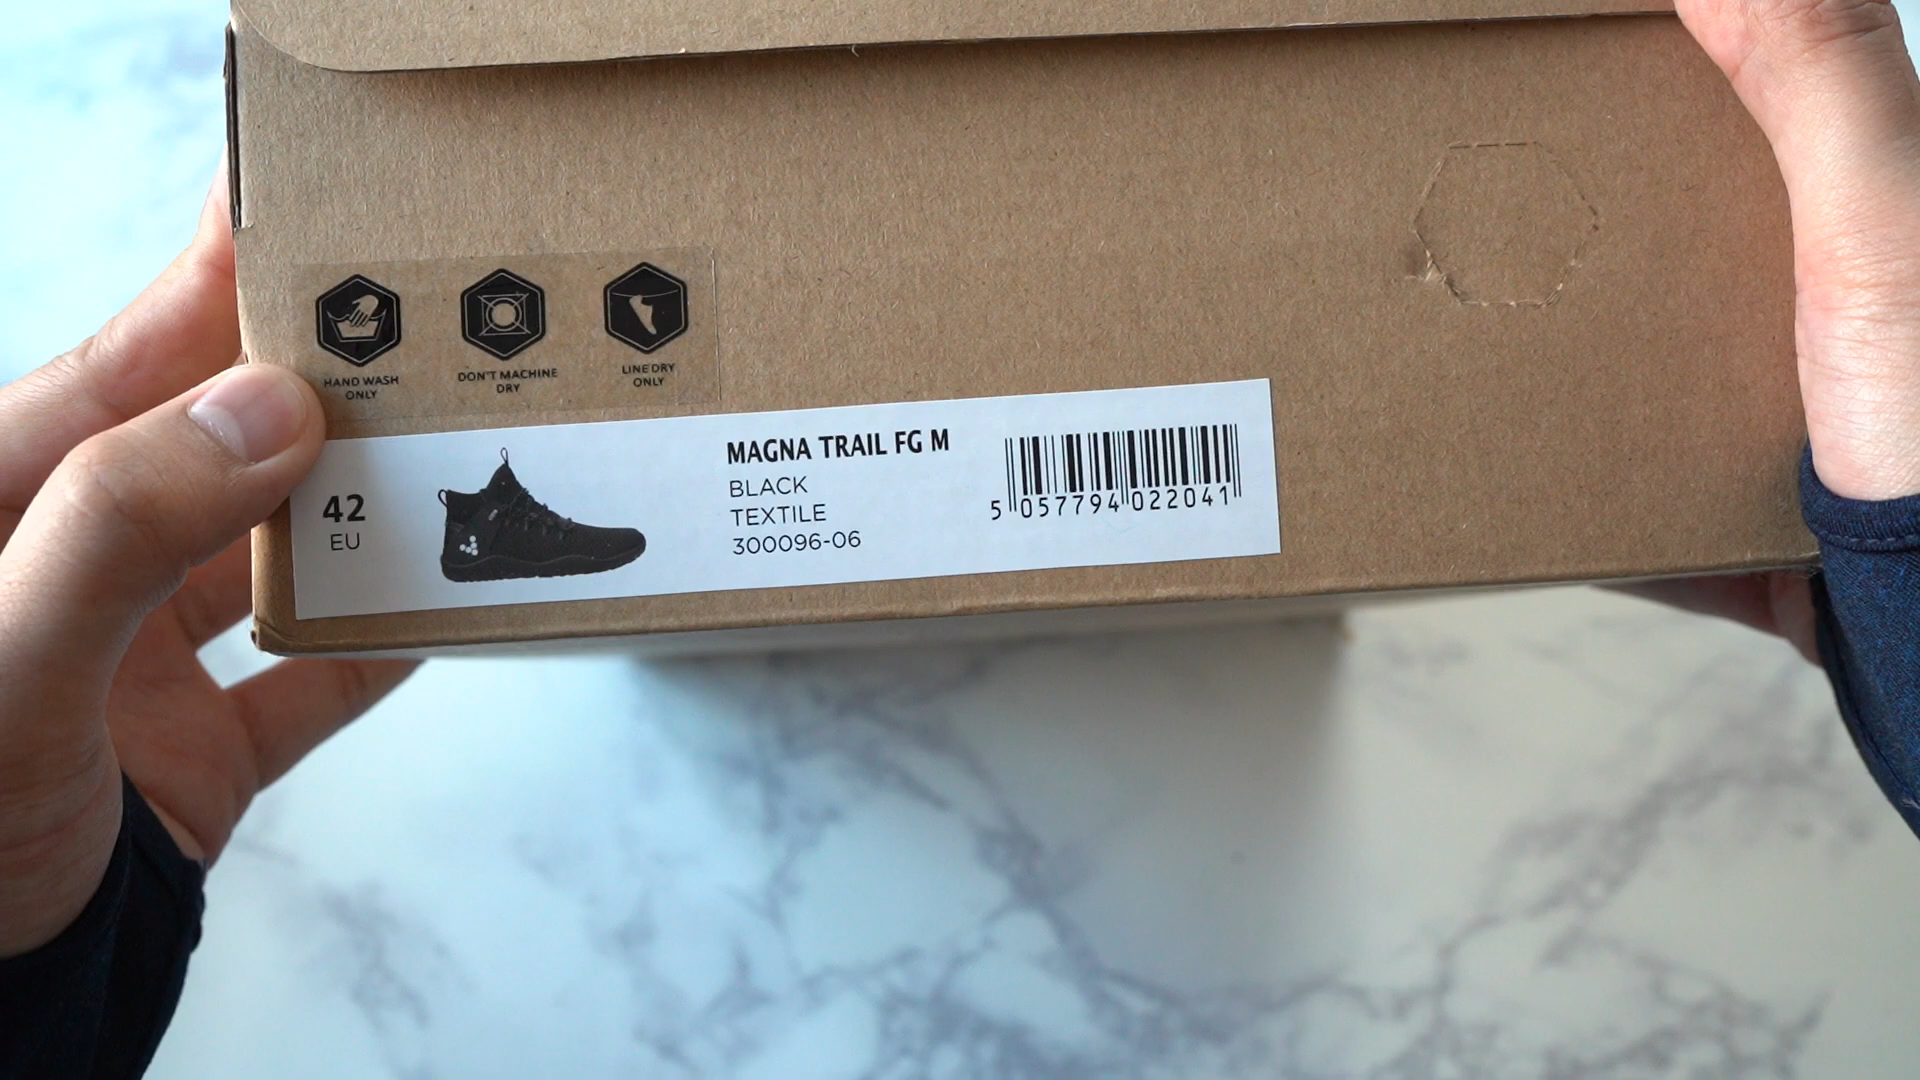 HAND WASH
ONLY
DON'T MACHINE
DRY
LINE DRY
ONLY
42
EU
MAGNA TRAIL FG M
BLACK
TEXTILE
300096-06
5 057794 022041